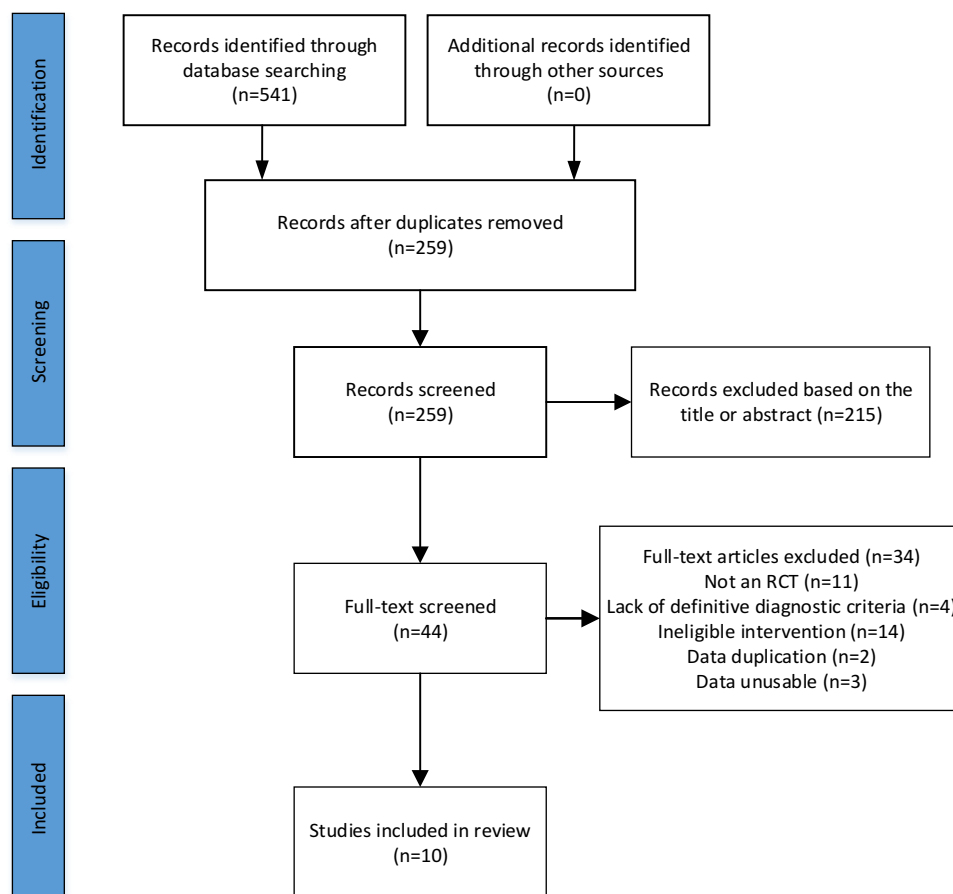 Identification
Records identified through
database searching
(n=541)
Additional records identified
through other sources
(n=0)
Records after duplicates removed
(n=259)
Screening
Records screened
(n=259)
Records excluded based on the
title or abstract (n=215)
Eligibility
Full-text screened
(n=44)
Full-text articles excluded (n=34)
Not an RCT (n=11)
Lack of definitive diagnostic criteria (n=4)
Ineligible intervention (n=14)
Data duplication (n=2)
Data unusable (n=3)
Included
Studies included in review
(n=10)